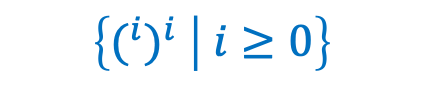 {(ⁱ)ⁱ | i ≥ 0}